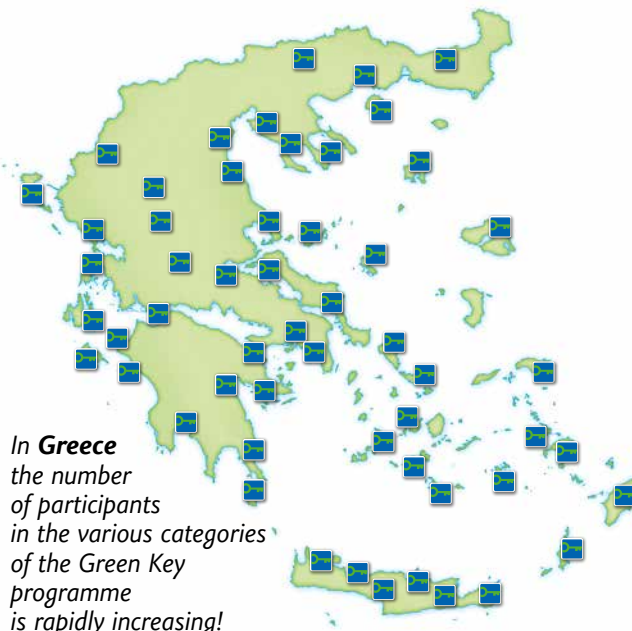 In Greece
the number
of participants
in the various categories
of the Green Key
programme
is rapidly increasing!